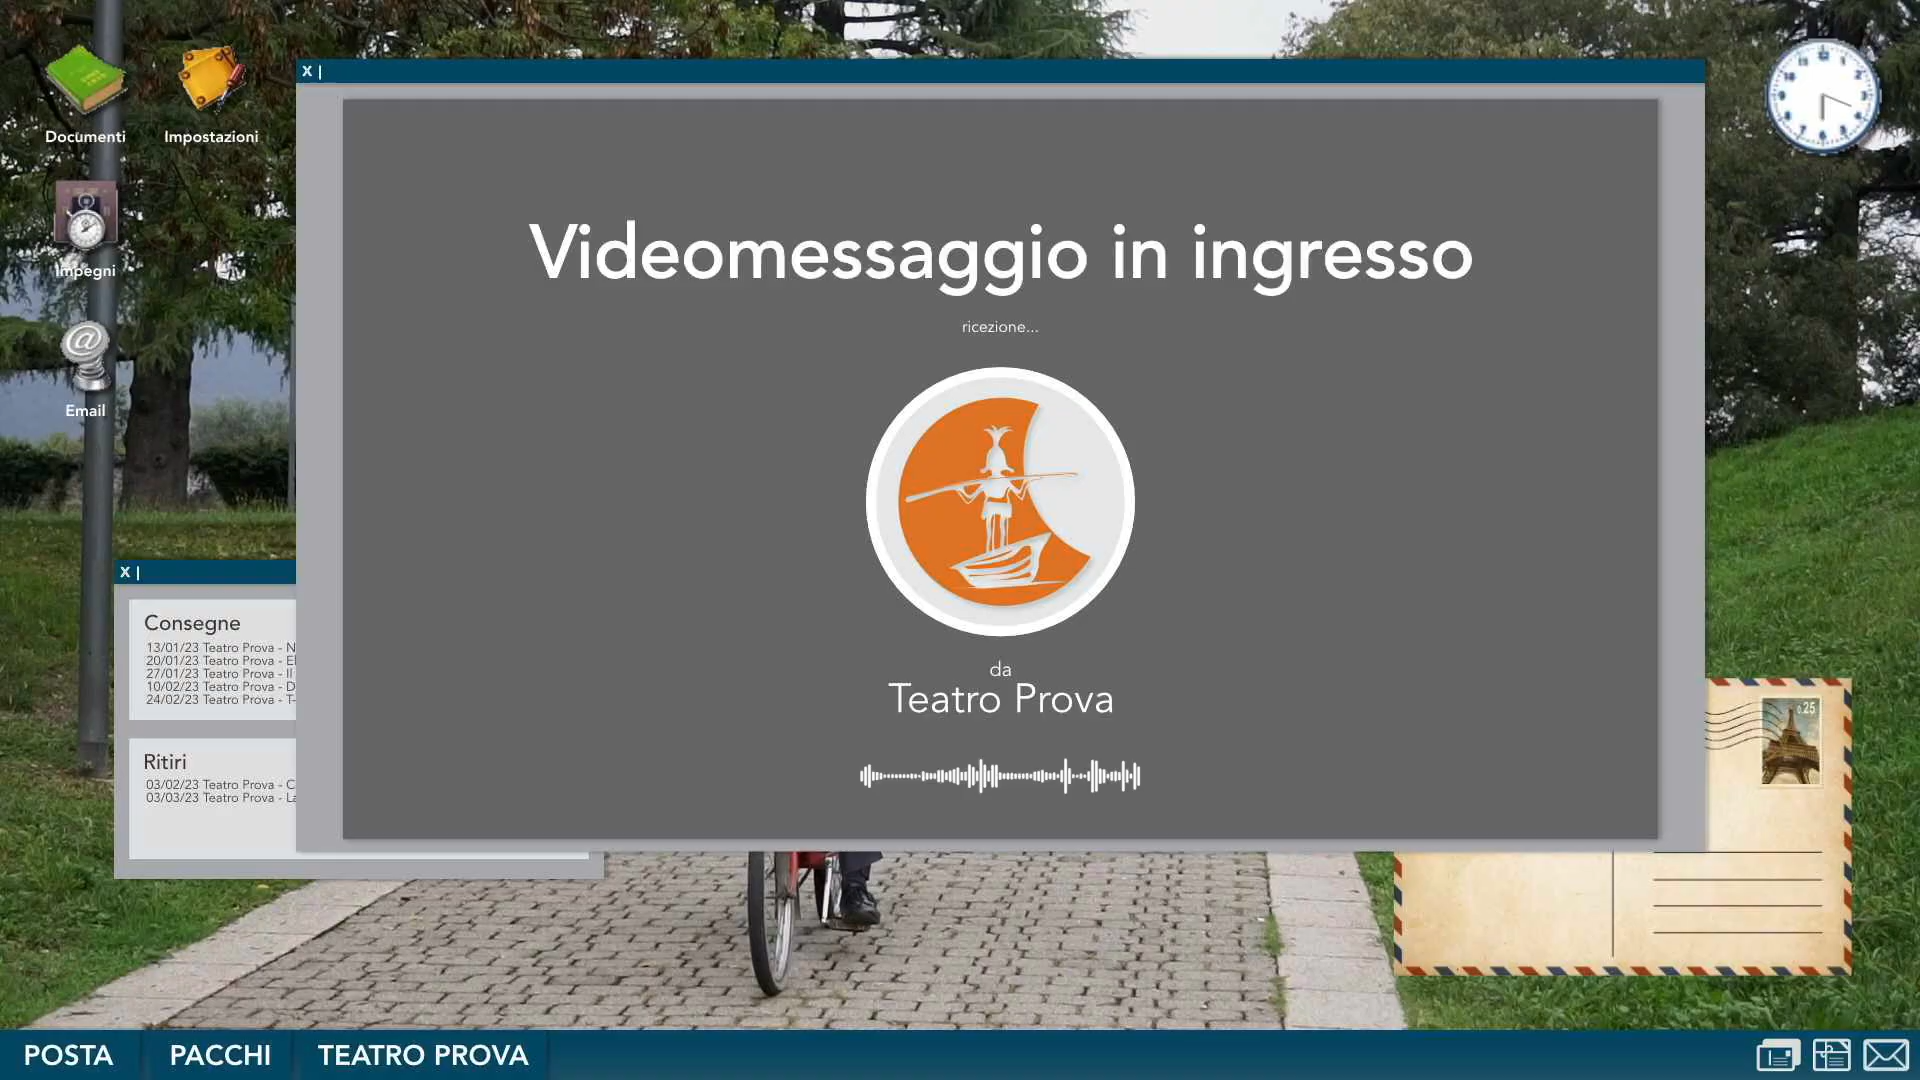 Documenti
Impostazioni
Impegni
Email
X |
Videomessaggio in ingresso
ricezione...
da
Teatro Prova
X |
Consegne
13/01/23 Teatro Prova - N
20/01/23 Teatro Prova - El
27/01/23 Teatro Prova - Il
10/02/23 Teatro Prova - D
24/02/23 Teatro Prova - T-
Ritiri
03/02/23 Teatro Prova - C
03/03/23 Teatro Prova - La
0.25
POSTA
PACCHI
TEATRO PROVA